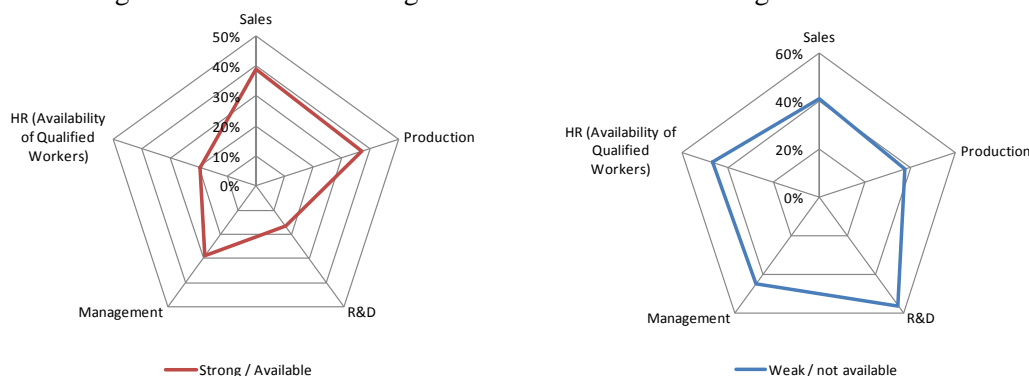 Sales
50%
40%
30%
20%
10%
0%
HR (Availability
of Qualified
Workers)
Production
Management
R&D
Strong / Available
Sales
60%
40%
20%
0%
HR (Availability of
Qualified
Workers)
Production
Management
R&D
Weak / not available